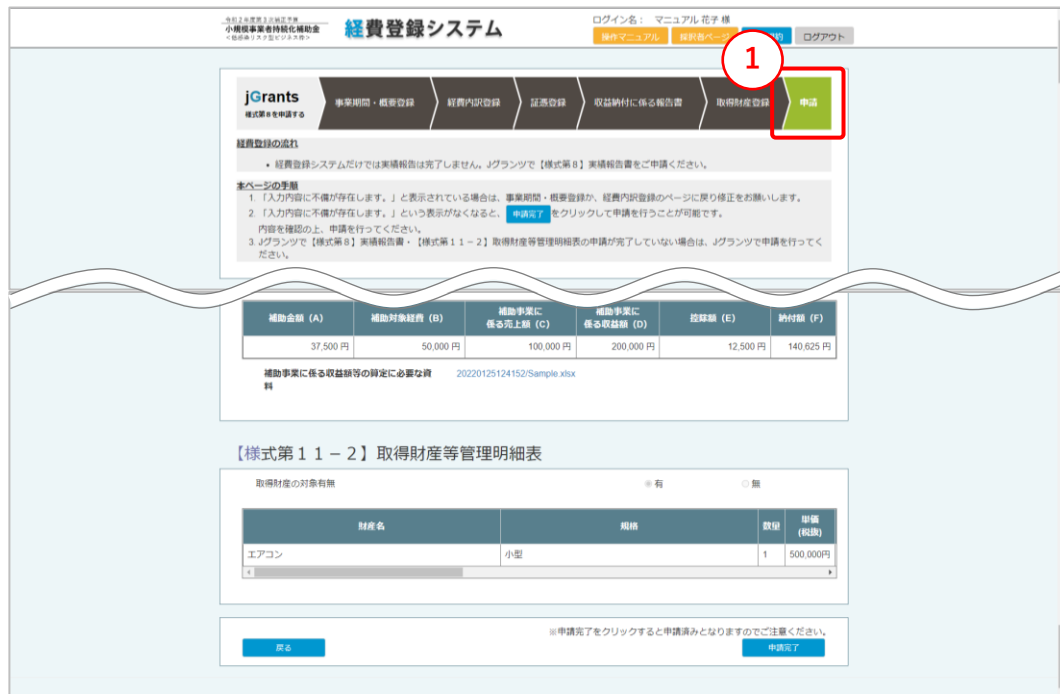 令和2年度第3次補正予算
小規模事業者持続化補助金
<低感染リスク型ビジネス枠>
経費登録システム
ログイン名： マニュアル 花子 様
操作マニュアル
採択者ページ
ログアウト
1
jGrants
様式第8を申請する
事業期間・概要登録
経費内訳登録
証憑登録
収益納付に係る報告書
取得財産登録
申請
経費登録の流れ
• 経費登録システムだけでは実績報告は完了しません。Jグランツで【様式第8】実績報告書をご申請ください。
本ページの手順
1. 「入力内容に不備が存在します。」と表示されている場合は、事業期間・概要登録か、経費内訳登録のページに戻り修正をお願いします。
2. 「入力内容に不備が存在します。」という表示がなくなると、 申請完了 をクリックして申請を行うことが可能です。
内容を確認の上、申請を行ってください。
3. Jグランツで【様式第8】実績報告書・【様式第11－2】取得財産等管理明細表の申請が完了していない場合は、Jグランツで申請を行ってく
ださい。
補助金額（A） 補助対象経費（B） 補助事業に係る売上額（C） 補助事業に係る収益額（D） 控除額（E） 納付額（F）
37,500 円 50,000 円 100,000 円 200,000 円 12,500 円 140,625 円
補助事業に係る収益額等の算定に必要な資 20220125124152/Sample.xlsx
料
【様式第11－2】取得財産等管理明細表
取得財産の対象有無 有 無
財産名 規格 数量 単価(税抜)
エアコン 小型 1 500,000円
※申請完了をクリックすると申請済みとなりますのでご注意ください。
戻る 申請完了